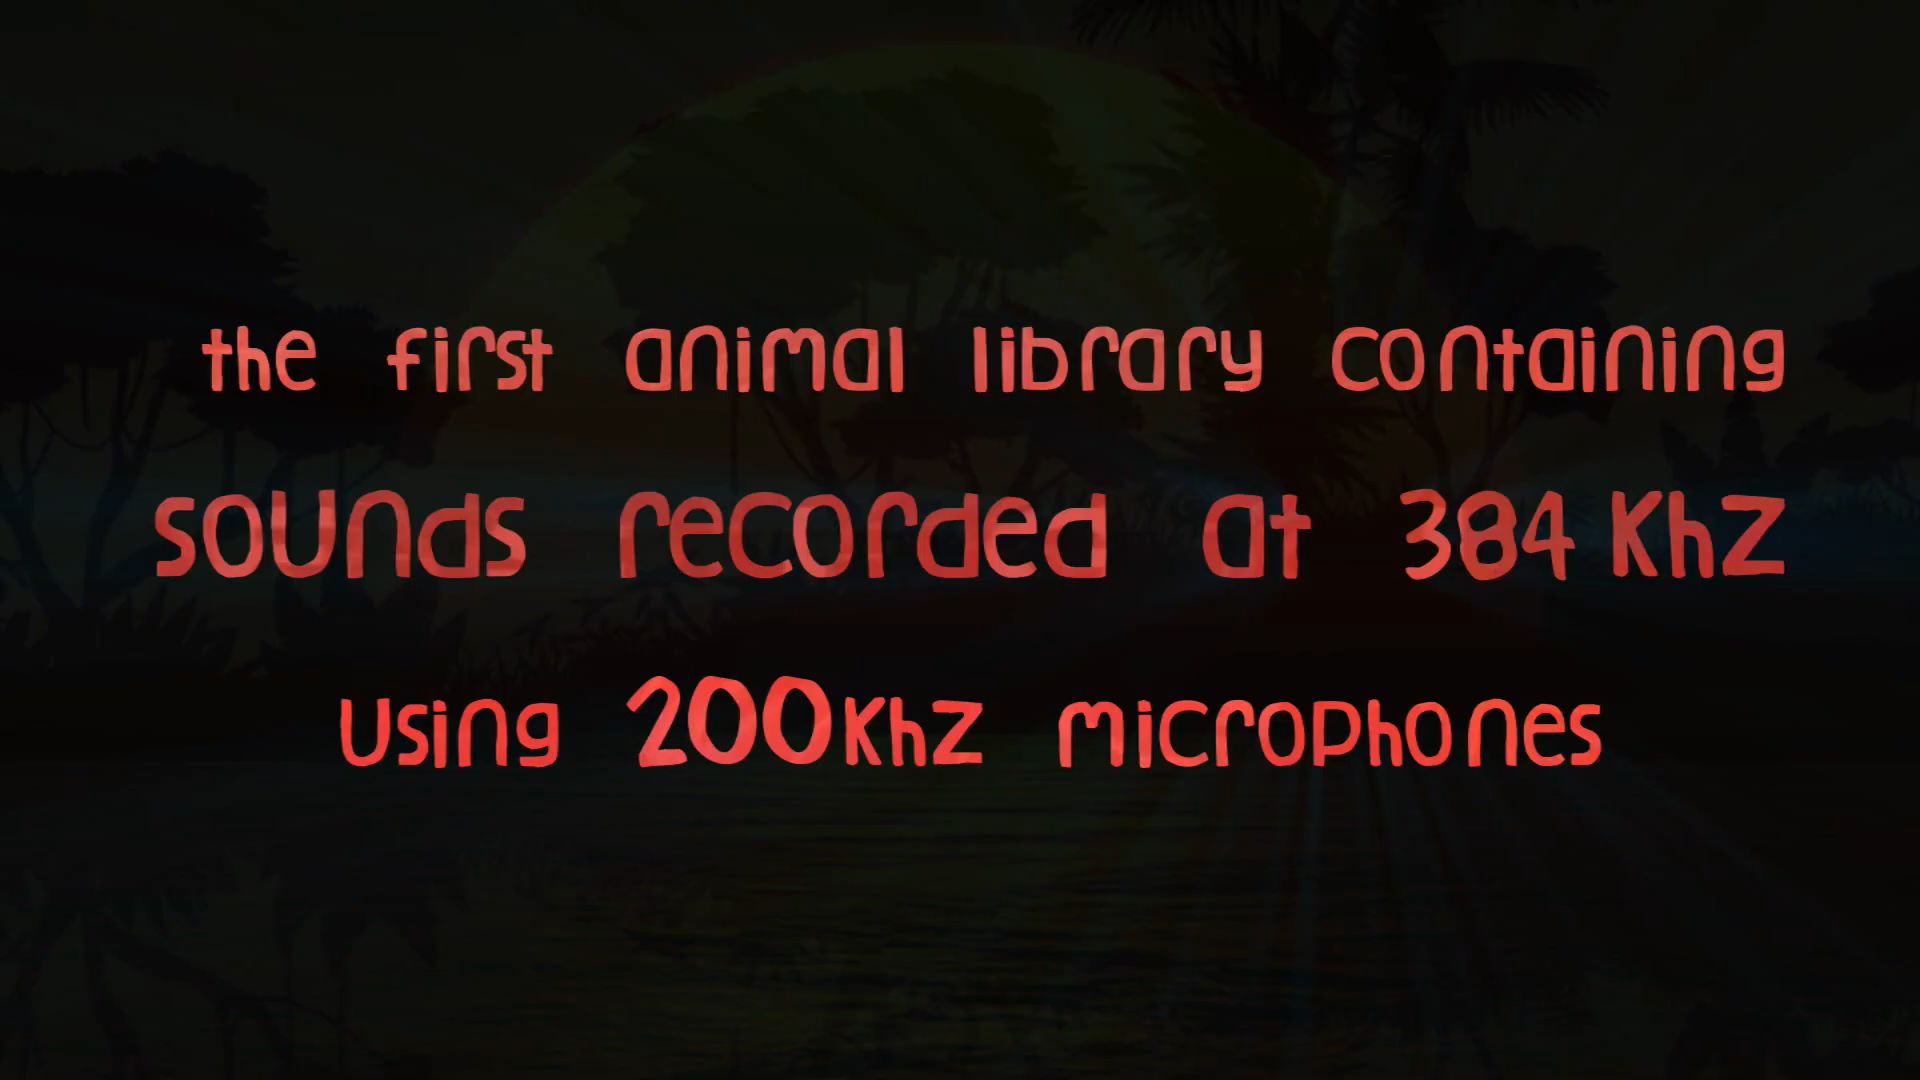 the first animal library containing
sounds recorded at 384 Khz
Using 200Khz microphones